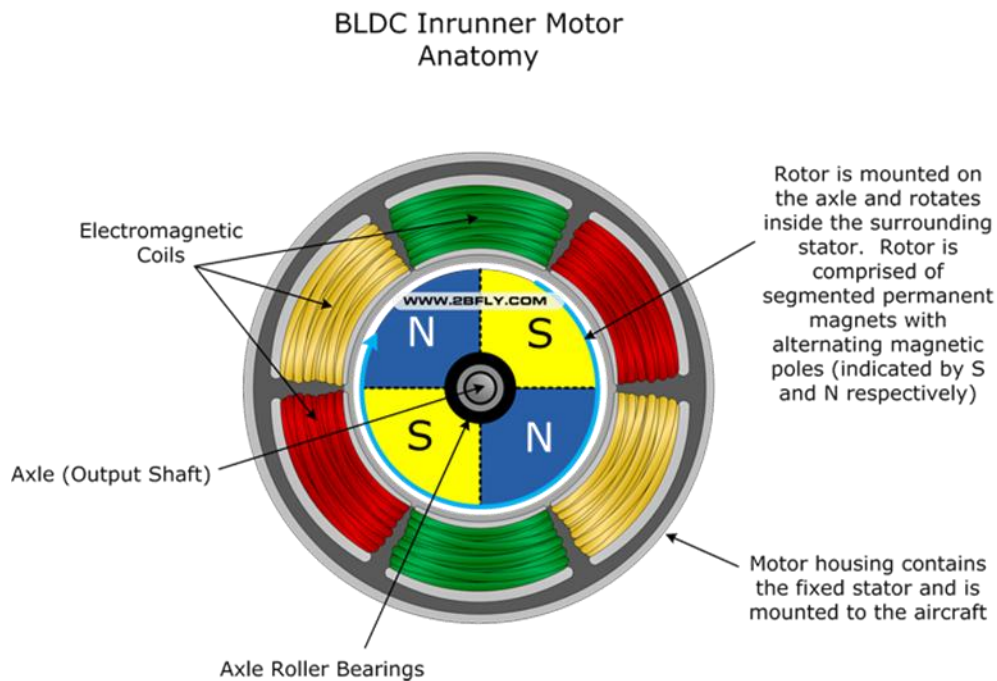 BLDC Inrunner Motor
Anatomy
Electromagnetic
Coils
Rotor is mounted on
the axle and rotates
inside the surrounding
stator. Rotor is
comprised of
segmented permanent
magnets with
alternating magnetic
poles (indicated by S
and N respectively)
WWW.2BFLY.COM
N
S
S
N
Axle (Output Shaft)
Motor housing contains
the fixed stator and is
mounted to the aircraft
Axle Roller Bearings